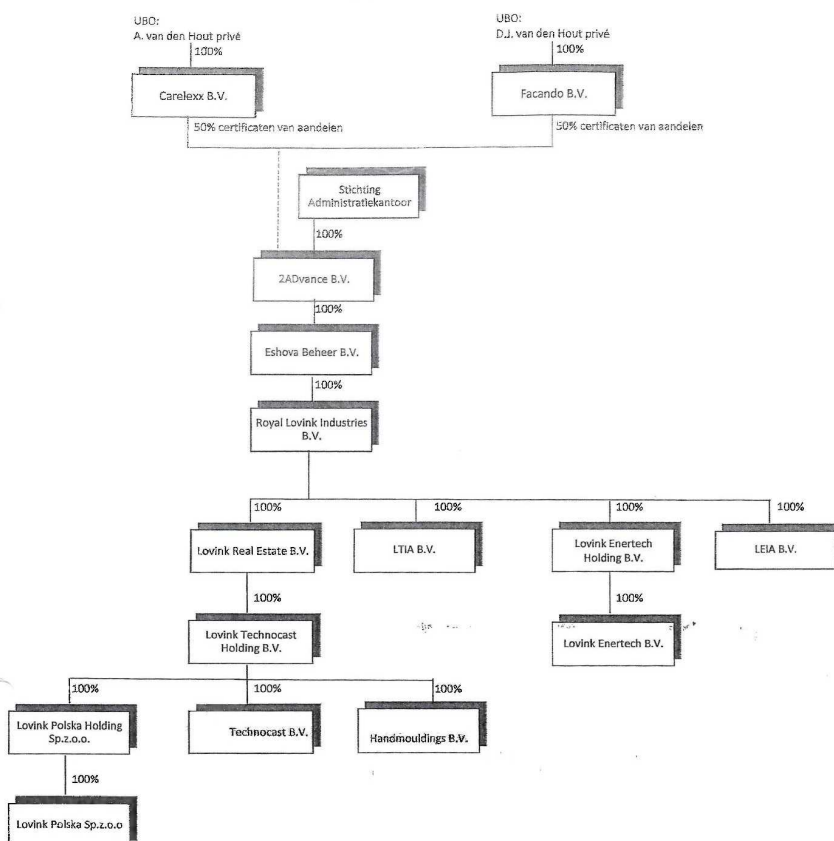 UBO:
A. van den Hout privé
100%
Carelexx B.V.
50% certificaten van aandelen
UBO:
D.J. van den Hout privé
100%
Facando B.V.
50% certificaten van aandelen
Stichting
Administratiekantoor
100%
2ADvance B.V.
100%
Eshova Beheer B.V.
100%
Royal Lovink Industries
B.V.
100%
100%
100%
100%
Lovink Real Estate B.V.
LTIA B.V.
Lovink Enertech
Holding B.V.
LEIA B.V.
100%
100%
Lovink Technocast
Holding B.V.
Lovink Enertech B.V.
100%
100%
100%
Lovink Polska Holding
Sp.z.o.o.
Technocast B.V.
Handmouldings B.V.
100%
Lovink Polska Sp.z.o.o